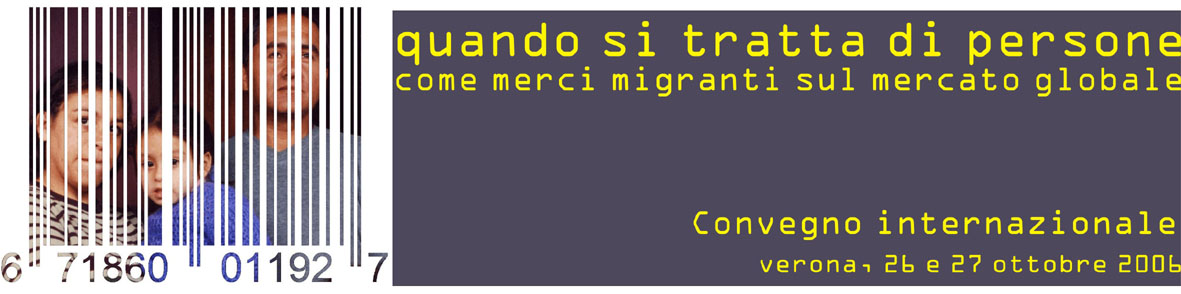 quando si tratta di persone
come merci migranti sul mercato globale
Convegno internazionale
verona, 26 e 27 ottobre 2006
6 71860 01192 7